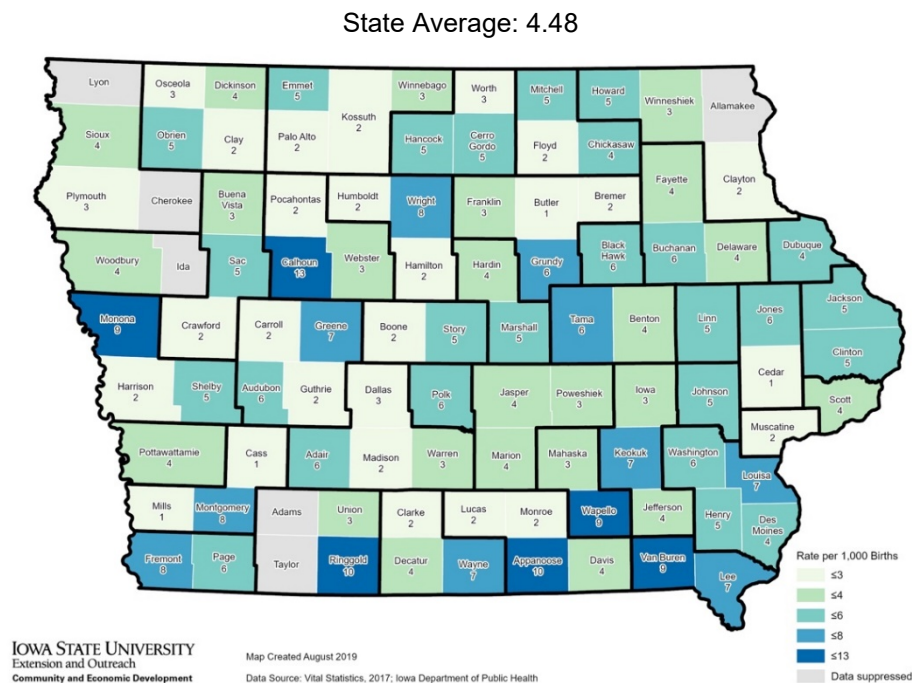 State Average: 4.48
Lyon
Osceola
3
Dickinson
4
Emmet
5
Kossuth
2
Winnebago
3
Worth
3
Mitchell
5
Howard
5
Winneshiek
3
Allamakee
Sioux
4
Obrien
5
Clay
2
Palo Alto
2
Hancock
5
Cerro
Gordo
5
Floyd
2
Chickasaw
4
Plymouth
3
Cherokee
Buena
Vista
3
Pocahontas
2
Humboldt
2
Wright
8
Franklin
3
Butler
1
Bremer
2
Fayette
4
Clayton
2
Woodbury
4
Ida
Sac
5
Calhoun
13
Webster
3
Hamilton
2
Hardin
4
Grundy
6
Black
Hawk
6
Buchanan
6
Delaware
4
Dubuque
4
Monona
9
Crawford
2
Carroll
2
Greene
7
Boone
2
Story
5
Marshall
5
Tama
6
Benton
4
Linn
5
Jones
6
Jackson
5
Clinton
5
Harrison
2
Shelby
5
Audubon
6
Guthrie
2
Dallas
3
Polk
6
Jasper
4
Poweshiek
3
Iowa
3
Johnson
5
Cedar
1
Scott
4
Muscatine
2
Pottawattamie
4
Cass
1
Adair
6
Madison
2
Warren
3
Marion
4
Mahaska
3
Keokuk
7
Washington
6
Louisa
7
Mills
1
Montgomery
8
Adams
Union
3
Clarke
2
Lucas
2
Monroe
2
Wapello
9
Jefferson
4
Henry
5
Des
Moines
4
Fremont
8
Page
6
Taylor
Ringgold
10
Decatur
4
Wayne
7
Appanoose
10
Davis
4
Van Buren
9
Lee
7
Rate per 1,000 Births
≤3
≤4
≤6
≤8
≤13
Data suppressed
IOWA STATE UNIVERSITY
Extension and Outreach
Community and Economic Development
Map Created August 2019
Data Source: Vital Statistics, 2017; Iowa Department of Public Health